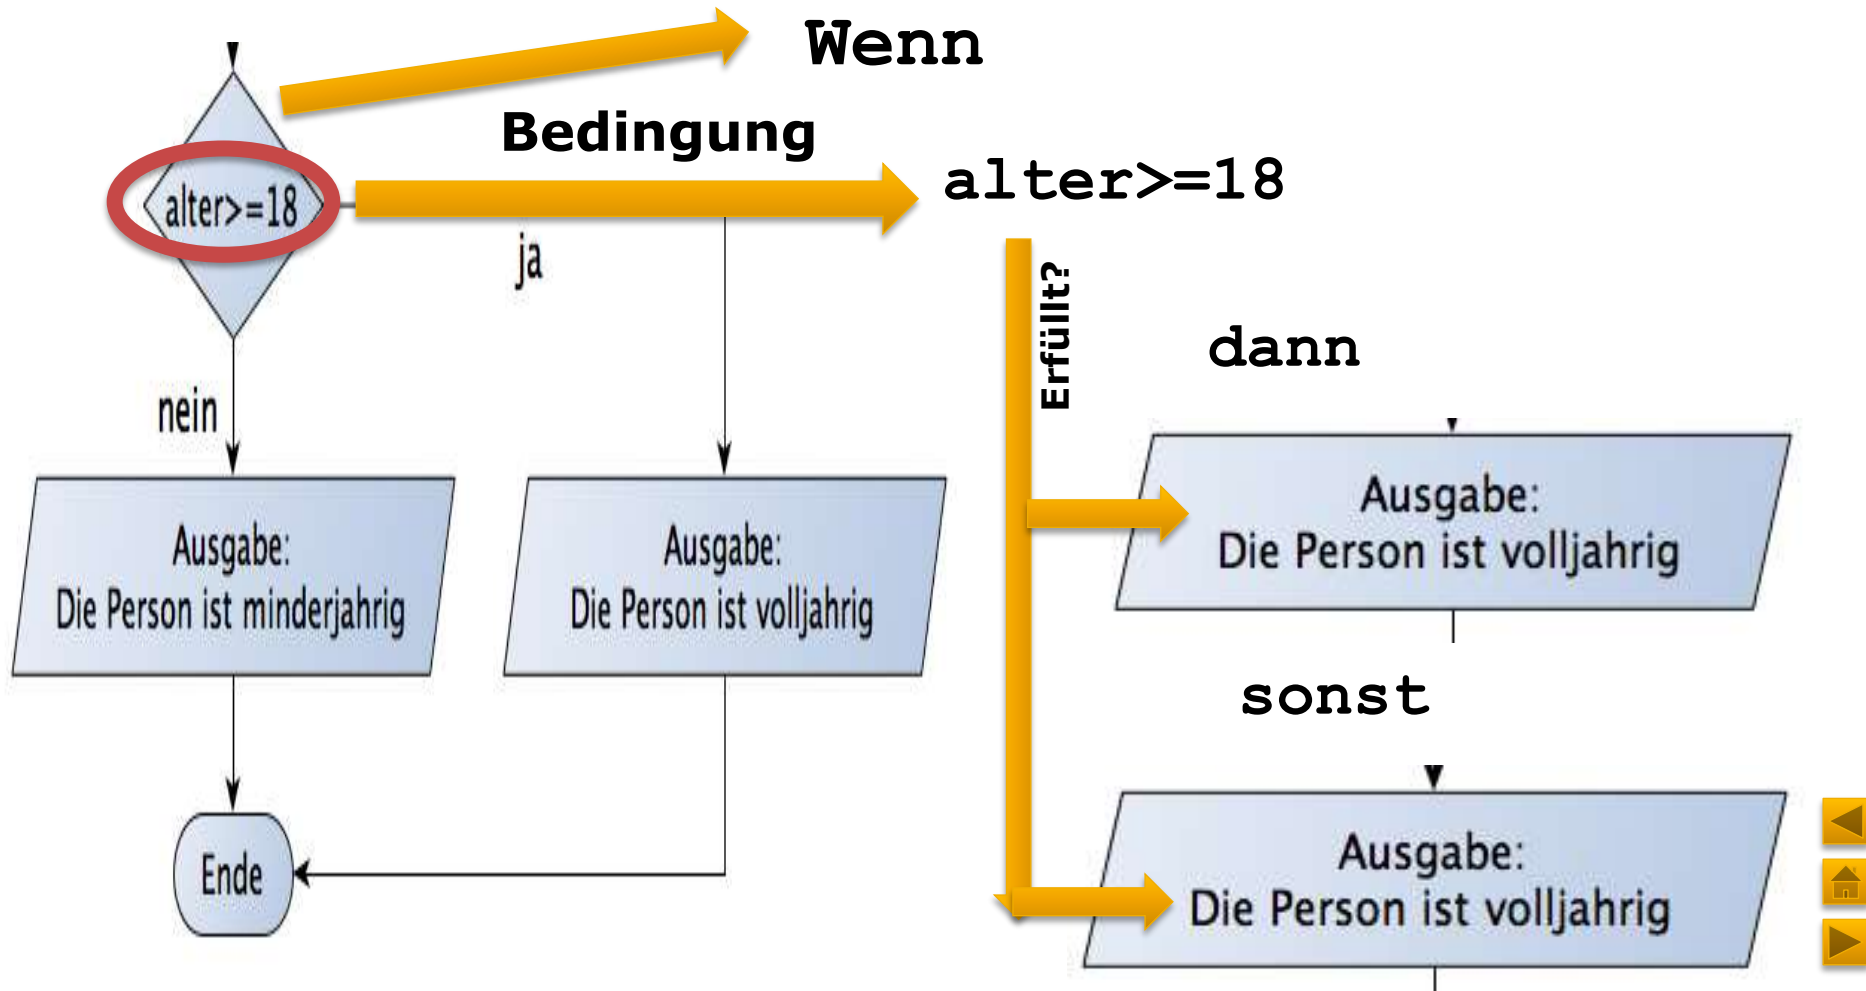 Wenn
Bedingung
alter>=18
alter>=18
ja
Erfüllt?
dann
nein
Ausgabe:
Die Person ist minderjahrig
Ausgabe:
Die Person ist volljahrig
Ausgabe:
Die Person ist volljahrig
sonst
Ende
Ausgabe:
Die Person ist volljahrig